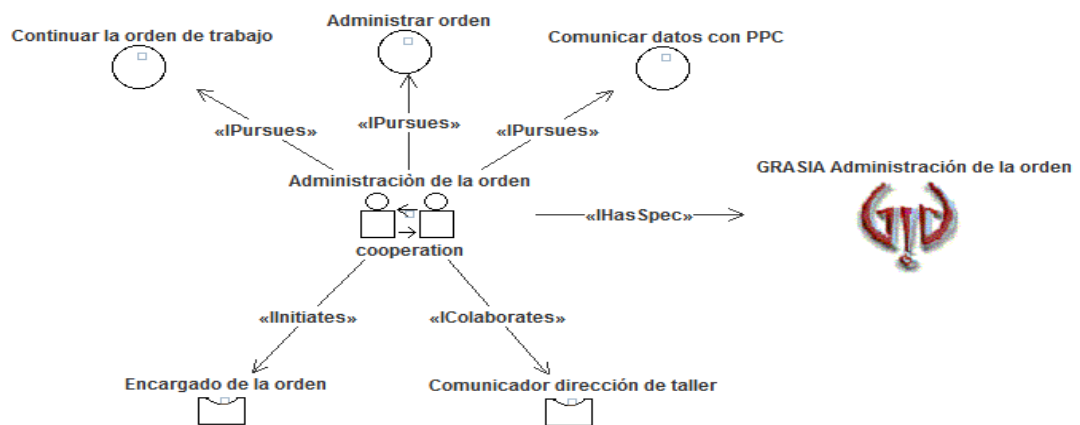 Administrar orden
Continuar la orden de trabajo
Comunicar datos con PPC
«IPursues»
«IPursues»
«IPursues»
Administración de la orden
GRASIA Administración de la orden
«IHasSpec»
cooperation
«IInitiates»
«IColaborates»
Encargado de la orden
Comunicador dirección de taller